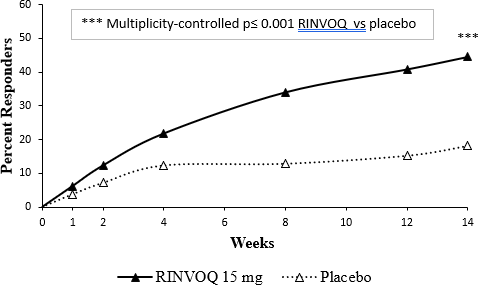 60
*** Multiplicity-controlled p≤ 0.001 RINVOQ vs placebo
50
***
40
30
20
10
0
Percent Responders
0 1 2 4 6 8 10 12 14
Weeks
RINVOQ 15 mg Placebo